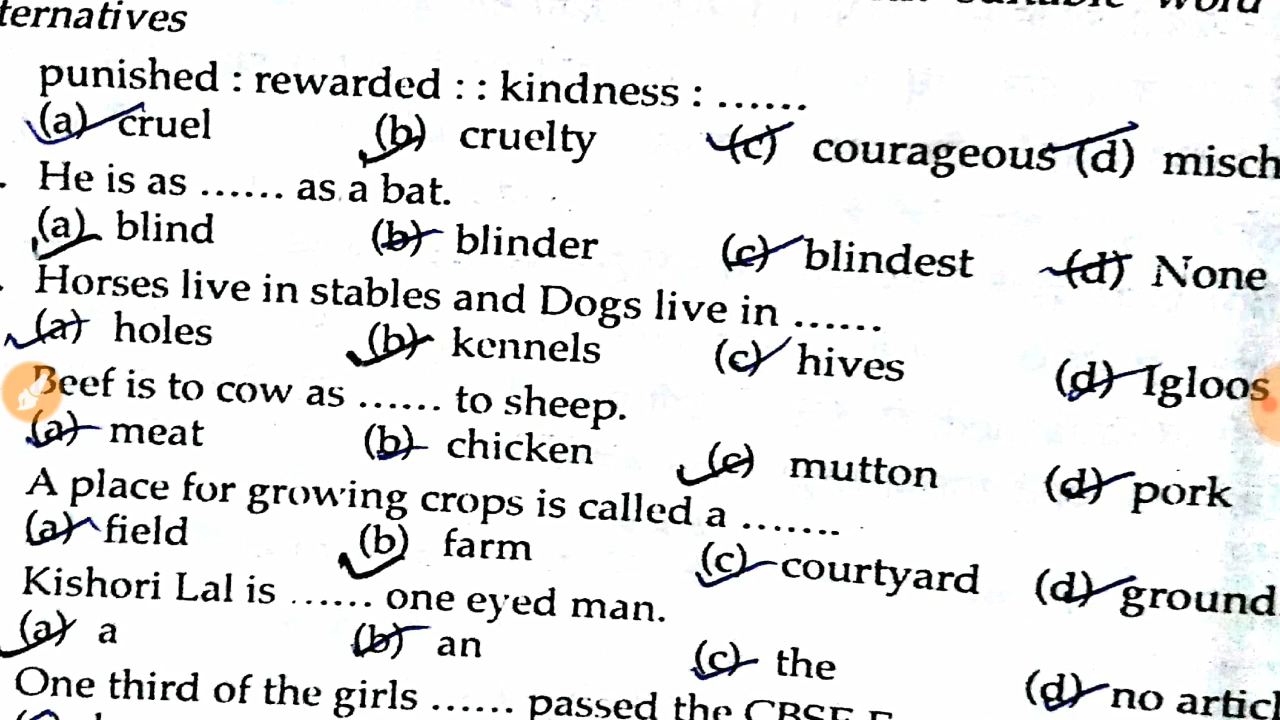 ternatives
word
punished : rewarded : : kindness : ......
(a) cruel (b) cruelty (c) courageous (d) misch
. He is as ...... as a bat.
(a) blind (b) blinder (c) blindest (d) None
. Horses live in stables and Dogs live in ......
(a) holes (b) kennels (c) hives (d) Igloos
Beef is to cow as ...... to sheep.
(a) meat (b) chicken (c) mutton (d) pork
A place for growing crops is called a .......
(a) field (b) farm (c) courtyard (d) ground
Kishori Lal is ...... one eyed man.
(a) a (b) an (c) the (d) no articl
One third of the girls ...... passed the CBSE